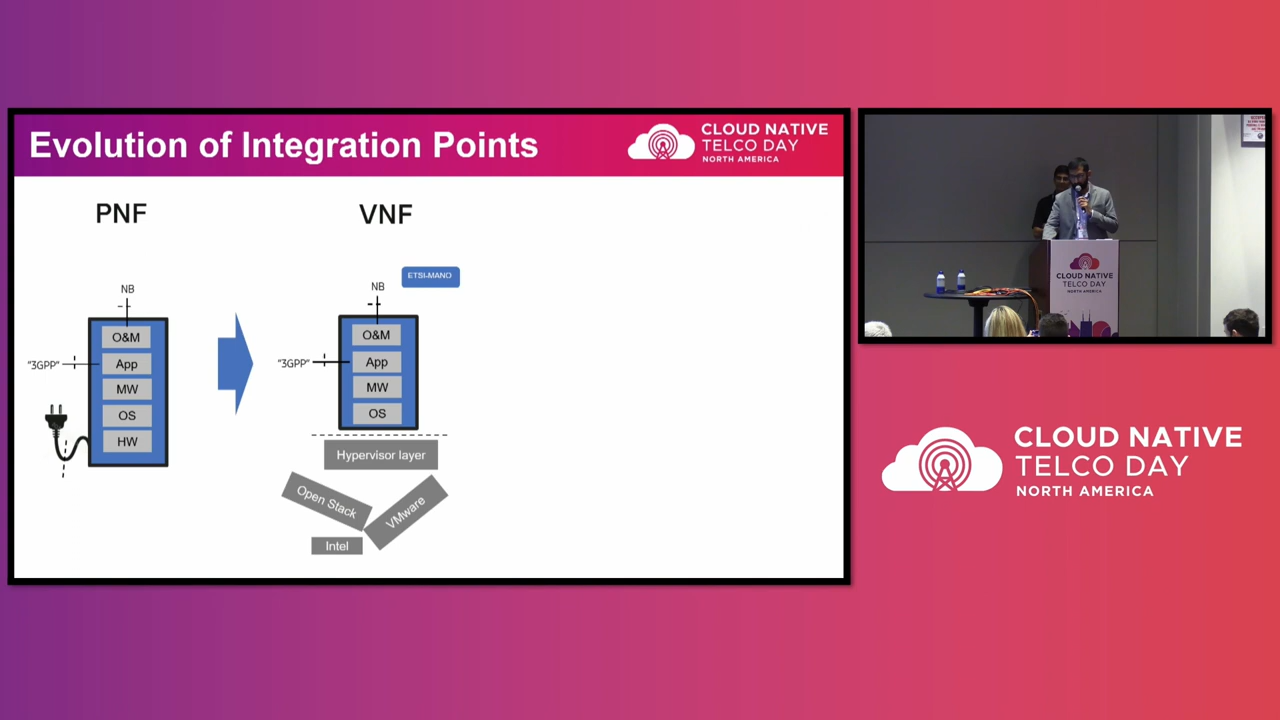 Evolution of Integration Points
CLOUD NATIVE
TELCO DAY
NORTH AMERICA
PNF
NB
O&M
"3GPP"
App
MW
OS
HW
VNF
ETSI-MANO
NB
O&M
"3GPP"
App
MW
OS
Hypervisor layer
Open Stack
VMware
Intel
CLOUD NATIVE
TELCO DAY
NORTH AMERICA
CLOUD NATIVE
TELCO DAY
NORTH AMERICA